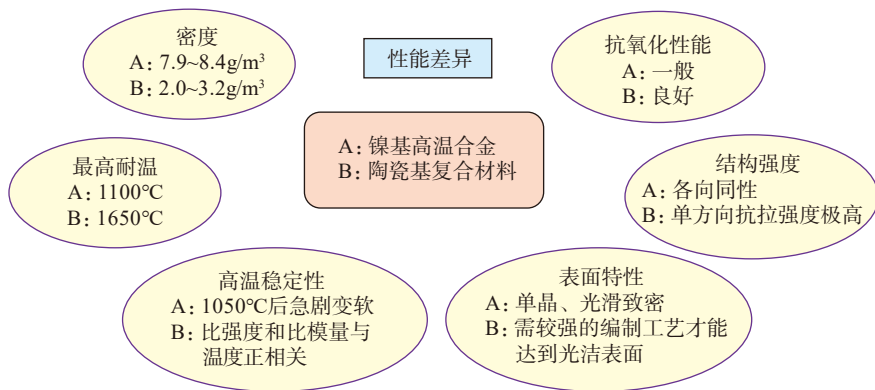 密度
A：7.9~8.4g/m³
B：2.0~3.2g/m³
性能差异
抗氧化性能
A：一般
B：良好
A：镍基高温合金
B：陶瓷基复合材料
最高耐温
A：1100℃
B：1650℃
结构强度
A：各向同性
B：单方向抗拉强度极高
高温稳定性
A：1050℃后急剧变软
B：比强度和比模量与
温度正相关
表面特性
A：单晶、光滑致密
B：需较强的编制工艺才能
达到光洁表面